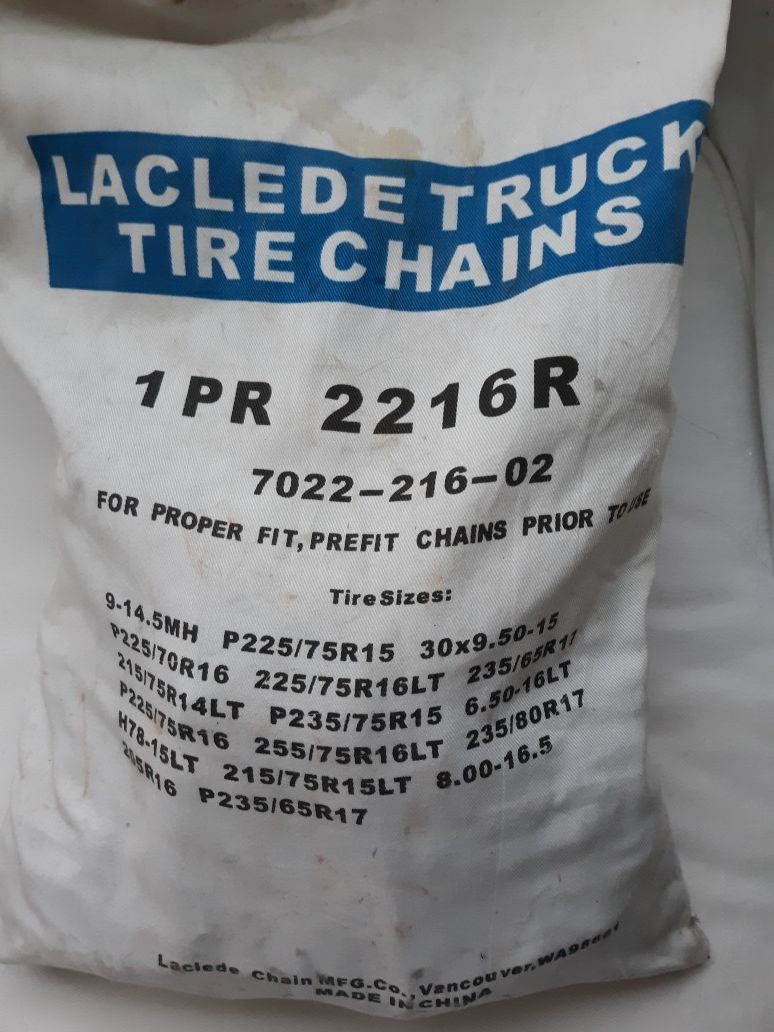 LACLEDE TRUCK
TIRE CHAINS
1 PR 2216R
7022-216-02
FOR PROPER FIT, PREFIT CHAINS PRIOR TO USE
Tire Sizes:
9-14.5MH P225/75R15 30x9.50-15
P225/70R16 225/75R16LT 235/65R17
215/75R14LT P235/75R15 6.50-16LT
P225/75R16 255/75R16LT 235/80R17
H78-15LT 215/75R15LT 8.00-16.5
P235/65R17
Laclede Chain MFG.Co., Vancouver,
MADE IN CHINA